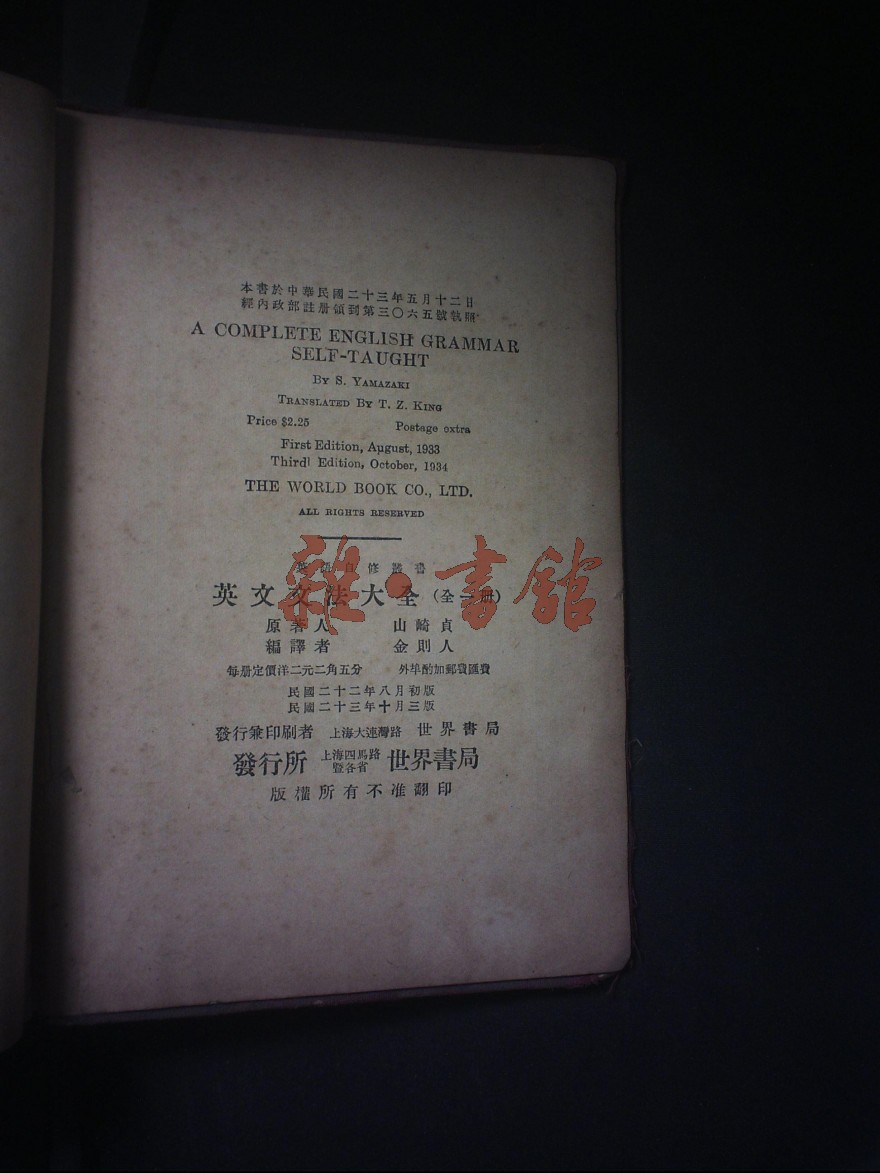 本書於中華民國二十三年五月十二日
經內政部註册領到第三〇六五號執照
A COMPLETE ENGLISH GRAMMAR
SELF-TAUGHT
BY S. YAMAZAKI
TRANSLATED BY T. Z. KING
Price $2.25 Postage extra
First Edition, August, 1933
Third Edition, October, 1934
THE WORLD BOOK CO., LTD.
ALL RIGHTS RESERVED
自修叢書
雜·書館
英文文法大全(全一册)
原著人 山崎貞
編譯者 金則人
每册定價洋二元二角五分 外埠酌加郵費匯費
民國二十二年八月初版
民國二十三年十月三版
發行兼印刷者 上海大連灣路 世界書局
發行所 上海四馬路暨各省 世界書局
版權所有不准翻印